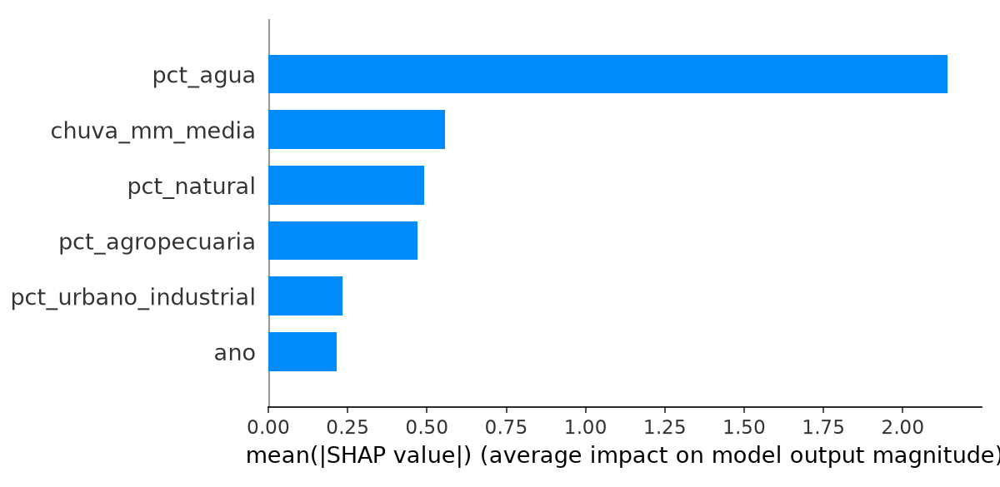 pct_agua
chuva_mm_media
pct_natural
pct_agropecuaria
pct_urbano_industrial
ano
0.00 0.25 0.50 0.75 1.00 1.25 1.50 1.75 2.00
mean(|SHAP value|) (average impact on model output magnitude)